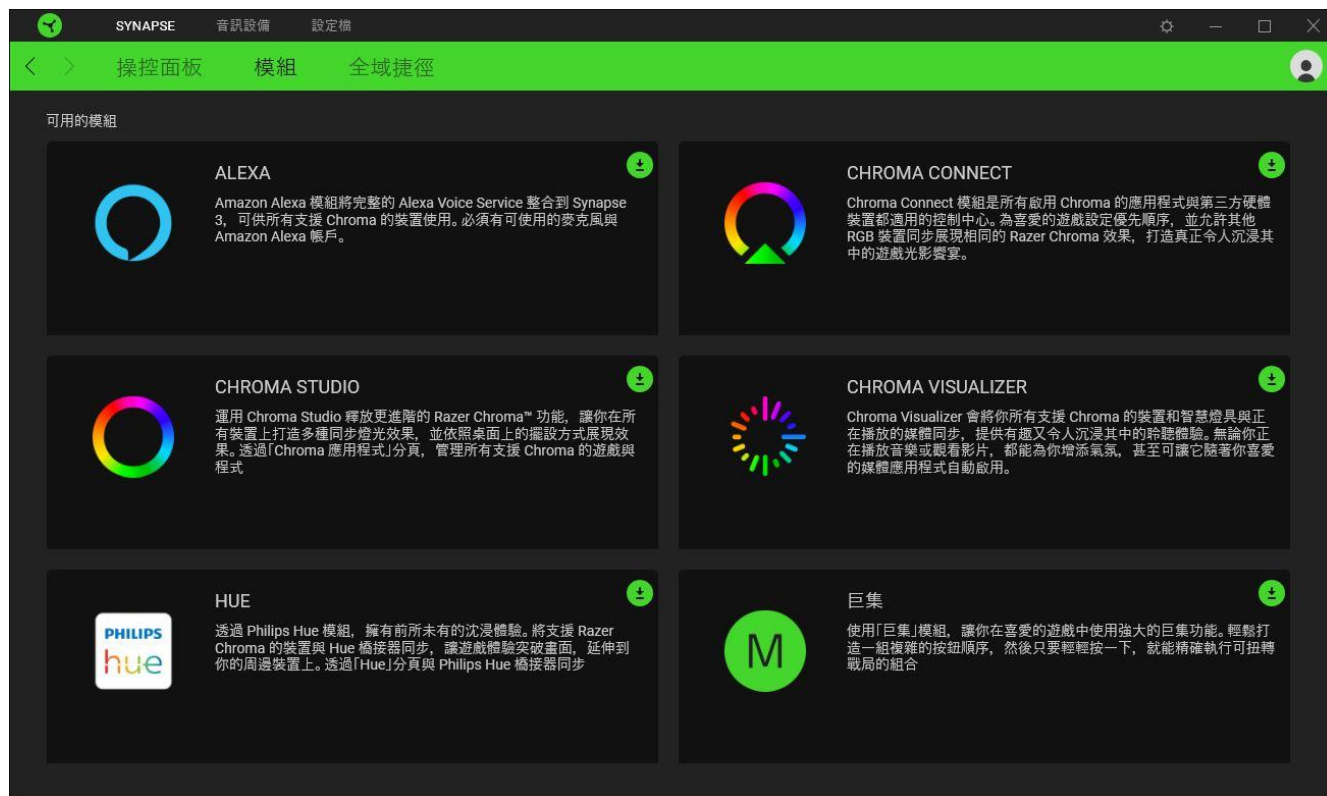 SYNAPSE 音訊設備 設定檔
操控面板 模組 全域捷徑
可用的模組
ALEXA
Amazon Alexa 模組將完整的 Alexa Voice Service 整合到 Synapse
3，可供所有支援 Chroma 的裝置使用。必須有可使用的麥克風與
Amazon Alexa 帳戶。
CHROMA CONNECT
Chroma Connect 模組是所有啟用 Chroma 的應用程式與第三方硬體
裝置都適用的控制中心。為喜愛的遊戲設定優先順序，並允許其他
RGB 裝置同步展現相同的 Razer Chroma 效果，打造真正令人沉浸其
中的遊戲光影饗宴。
CHROMA STUDIO
運用 Chroma Studio 釋放更進階的 Razer Chroma™ 功能，讓你在所
有裝置上打造多種同步燈光效果，並依照桌面上的擺設方式展現效
果。透過「Chroma 應用程式」分頁，管理所有支援 Chroma 的遊戲與
程式
CHROMA VISUALIZER
Chroma Visualizer 會將你所有支援 Chroma 的裝置和智慧燈具與正
在播放的媒體同步，提供有趣又令人沉浸其中的聆聽體驗。無論你正
在播放音樂或觀看影片，都能為你增添氣氛，甚至可讓它隨著你喜愛
的媒體應用程式自動啟用。
PHILIPS
hue
HUE
透過 Philips Hue 模組，擁有前所未有的沈浸體驗。將支援 Razer
Chroma 的裝置與 Hue 橋接器同步，讓遊戲體驗突破畫面，延伸到
你的周邊裝置上。透過「Hue」分頁與 Philips Hue 橋接器同步
M
巨集
使用「巨集」模組，讓你在喜愛的遊戲中使用強大的巨集功能。輕鬆打
造一組複雜的按鈕順序，然後只要輕輕按一下，就能精確執行可扭轉
戰局的組合